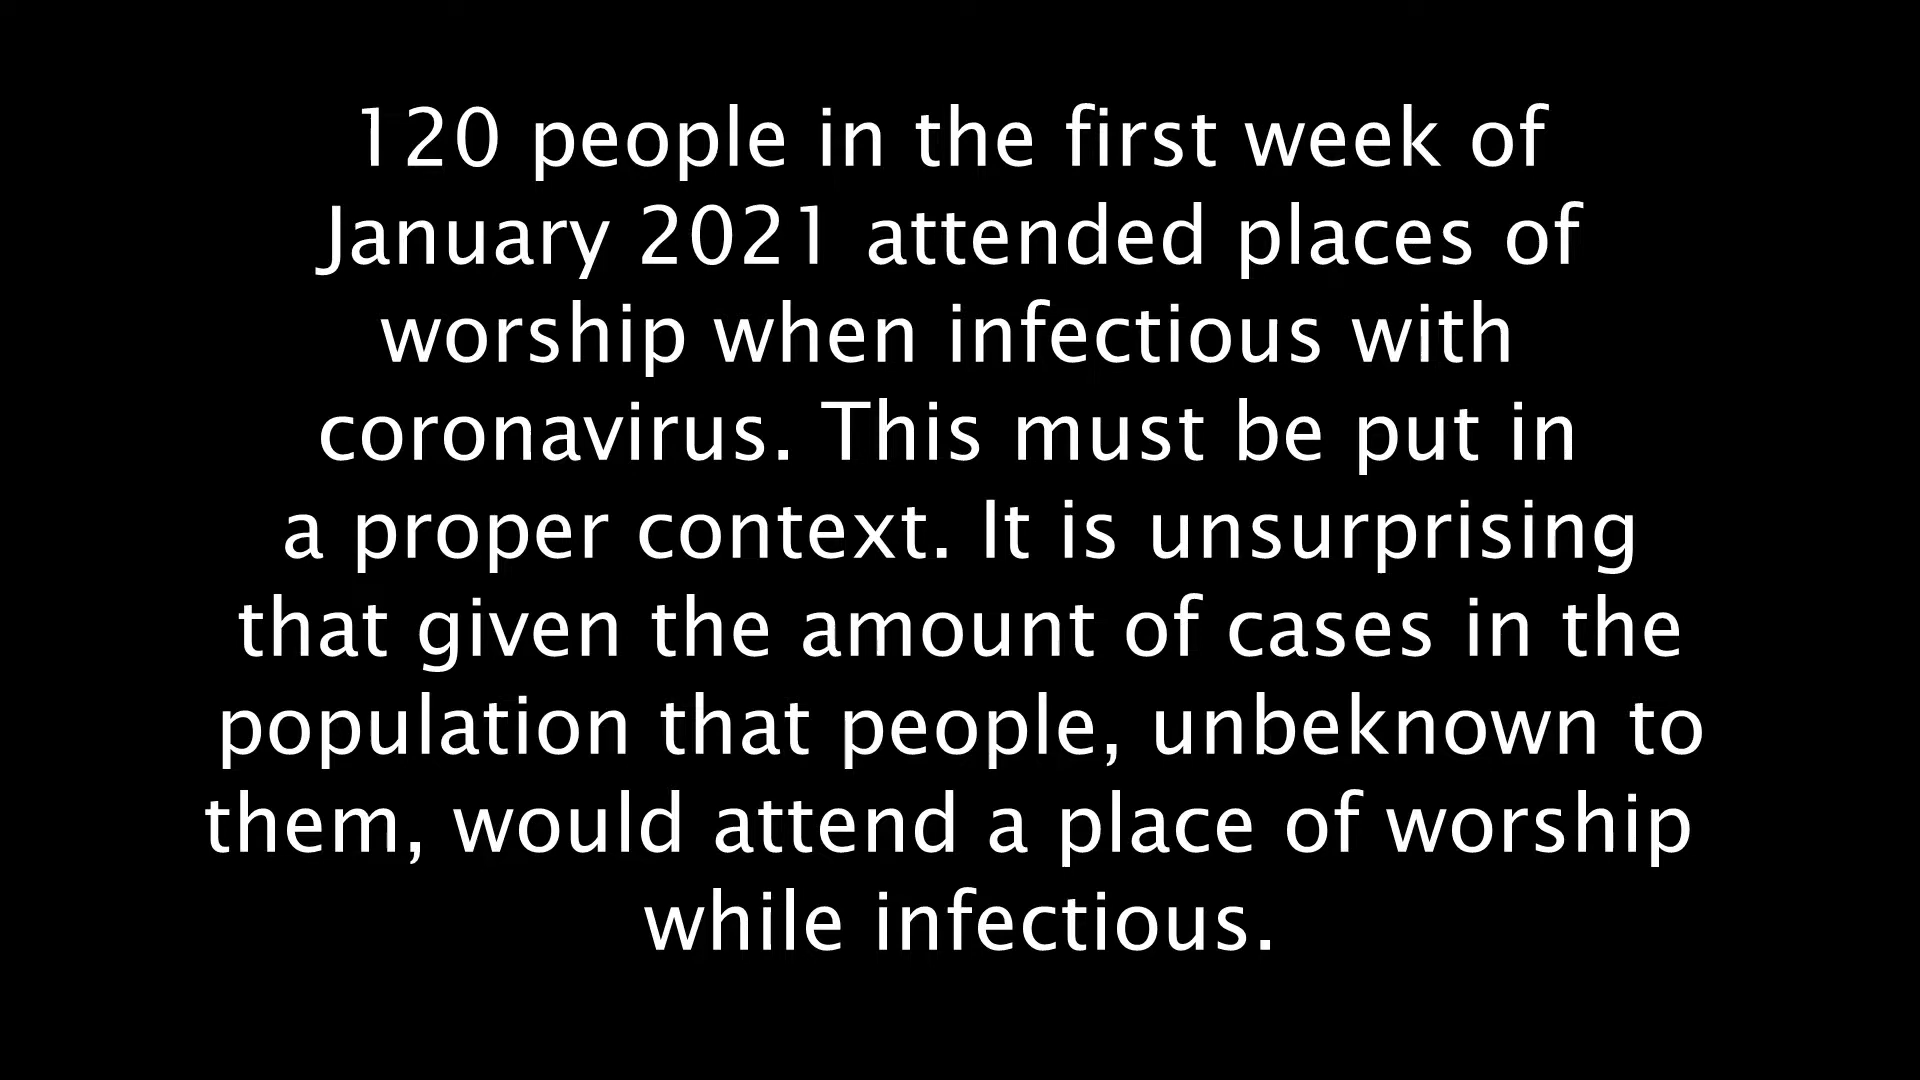 120 people in the first week of
January 2021 attended places of
worship when infectious with
coronavirus. This must be put in
a proper context. It is unsurprising
that given the amount of cases in the
population that people, unbeknown to
them, would attend a place of worship
while infectious.